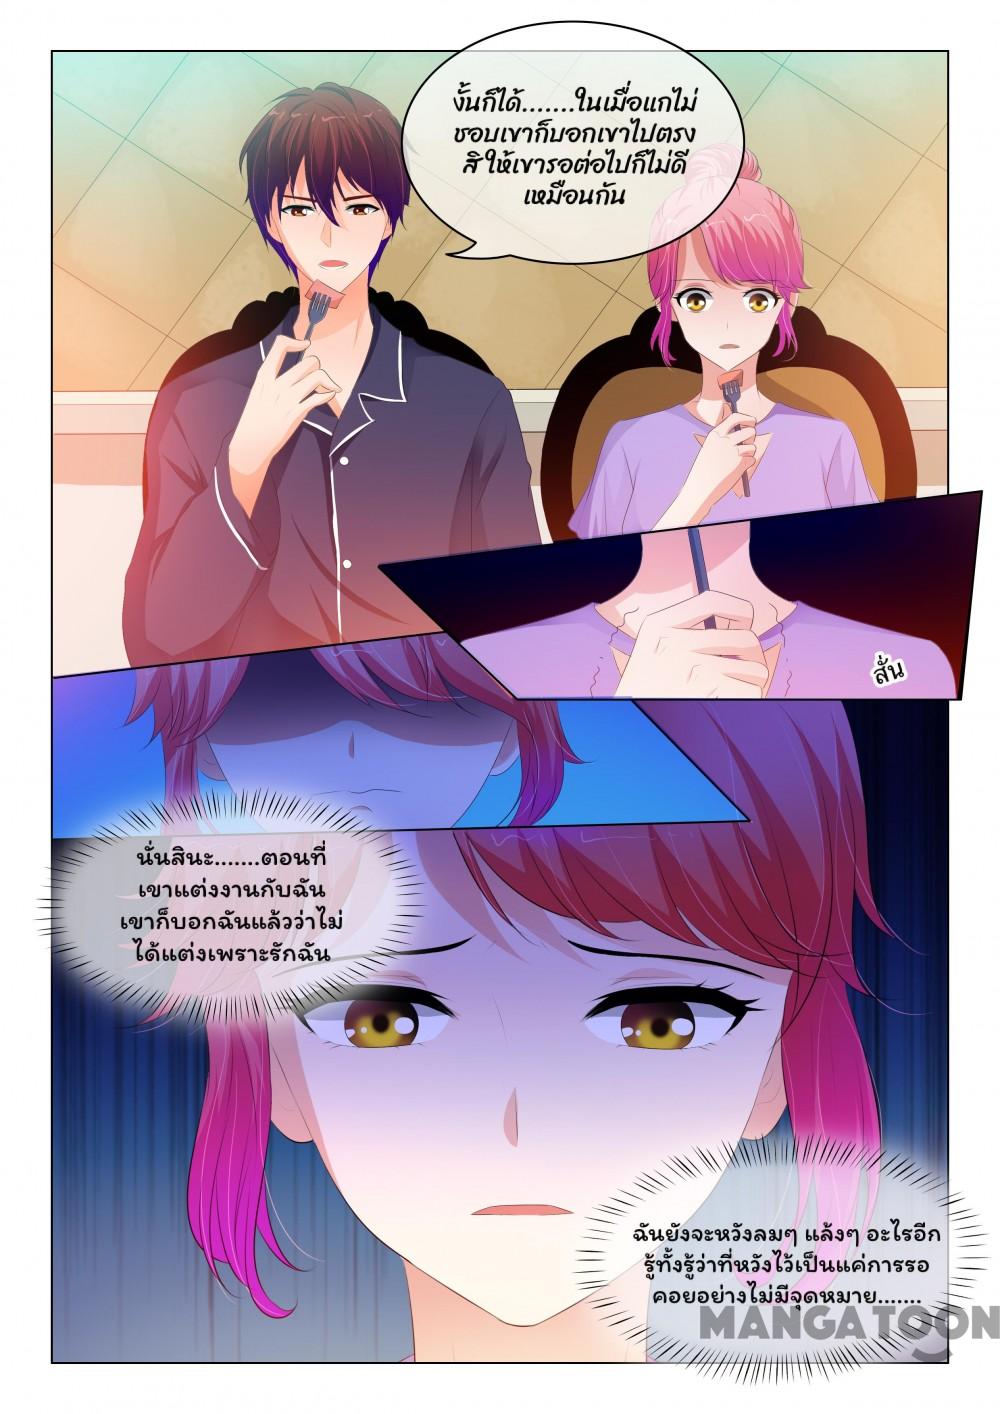 งั้นก็ได้.......ในเมื่อแกไม่
ชอบเขาก็บอกเขาไปตรง
สิ ให้เขารอต่อไปก็ไม่ดี
เหมือนกัน
สั่น
นั่นสินะ.......ตอนที่
เขาแต่งงานกับฉัน
เขาก็บอกฉันแล้วว่าไม่
ได้แต่งเพราะรักฉัน
ฉันยังจะหวังลมๆ แล้งๆ อะไรอีก
รู้ทั้งรู้ว่าที่หวังไว้เป็นแค่การรอ
คอยอย่างไม่มีจุดหมาย.......
MANGATOON